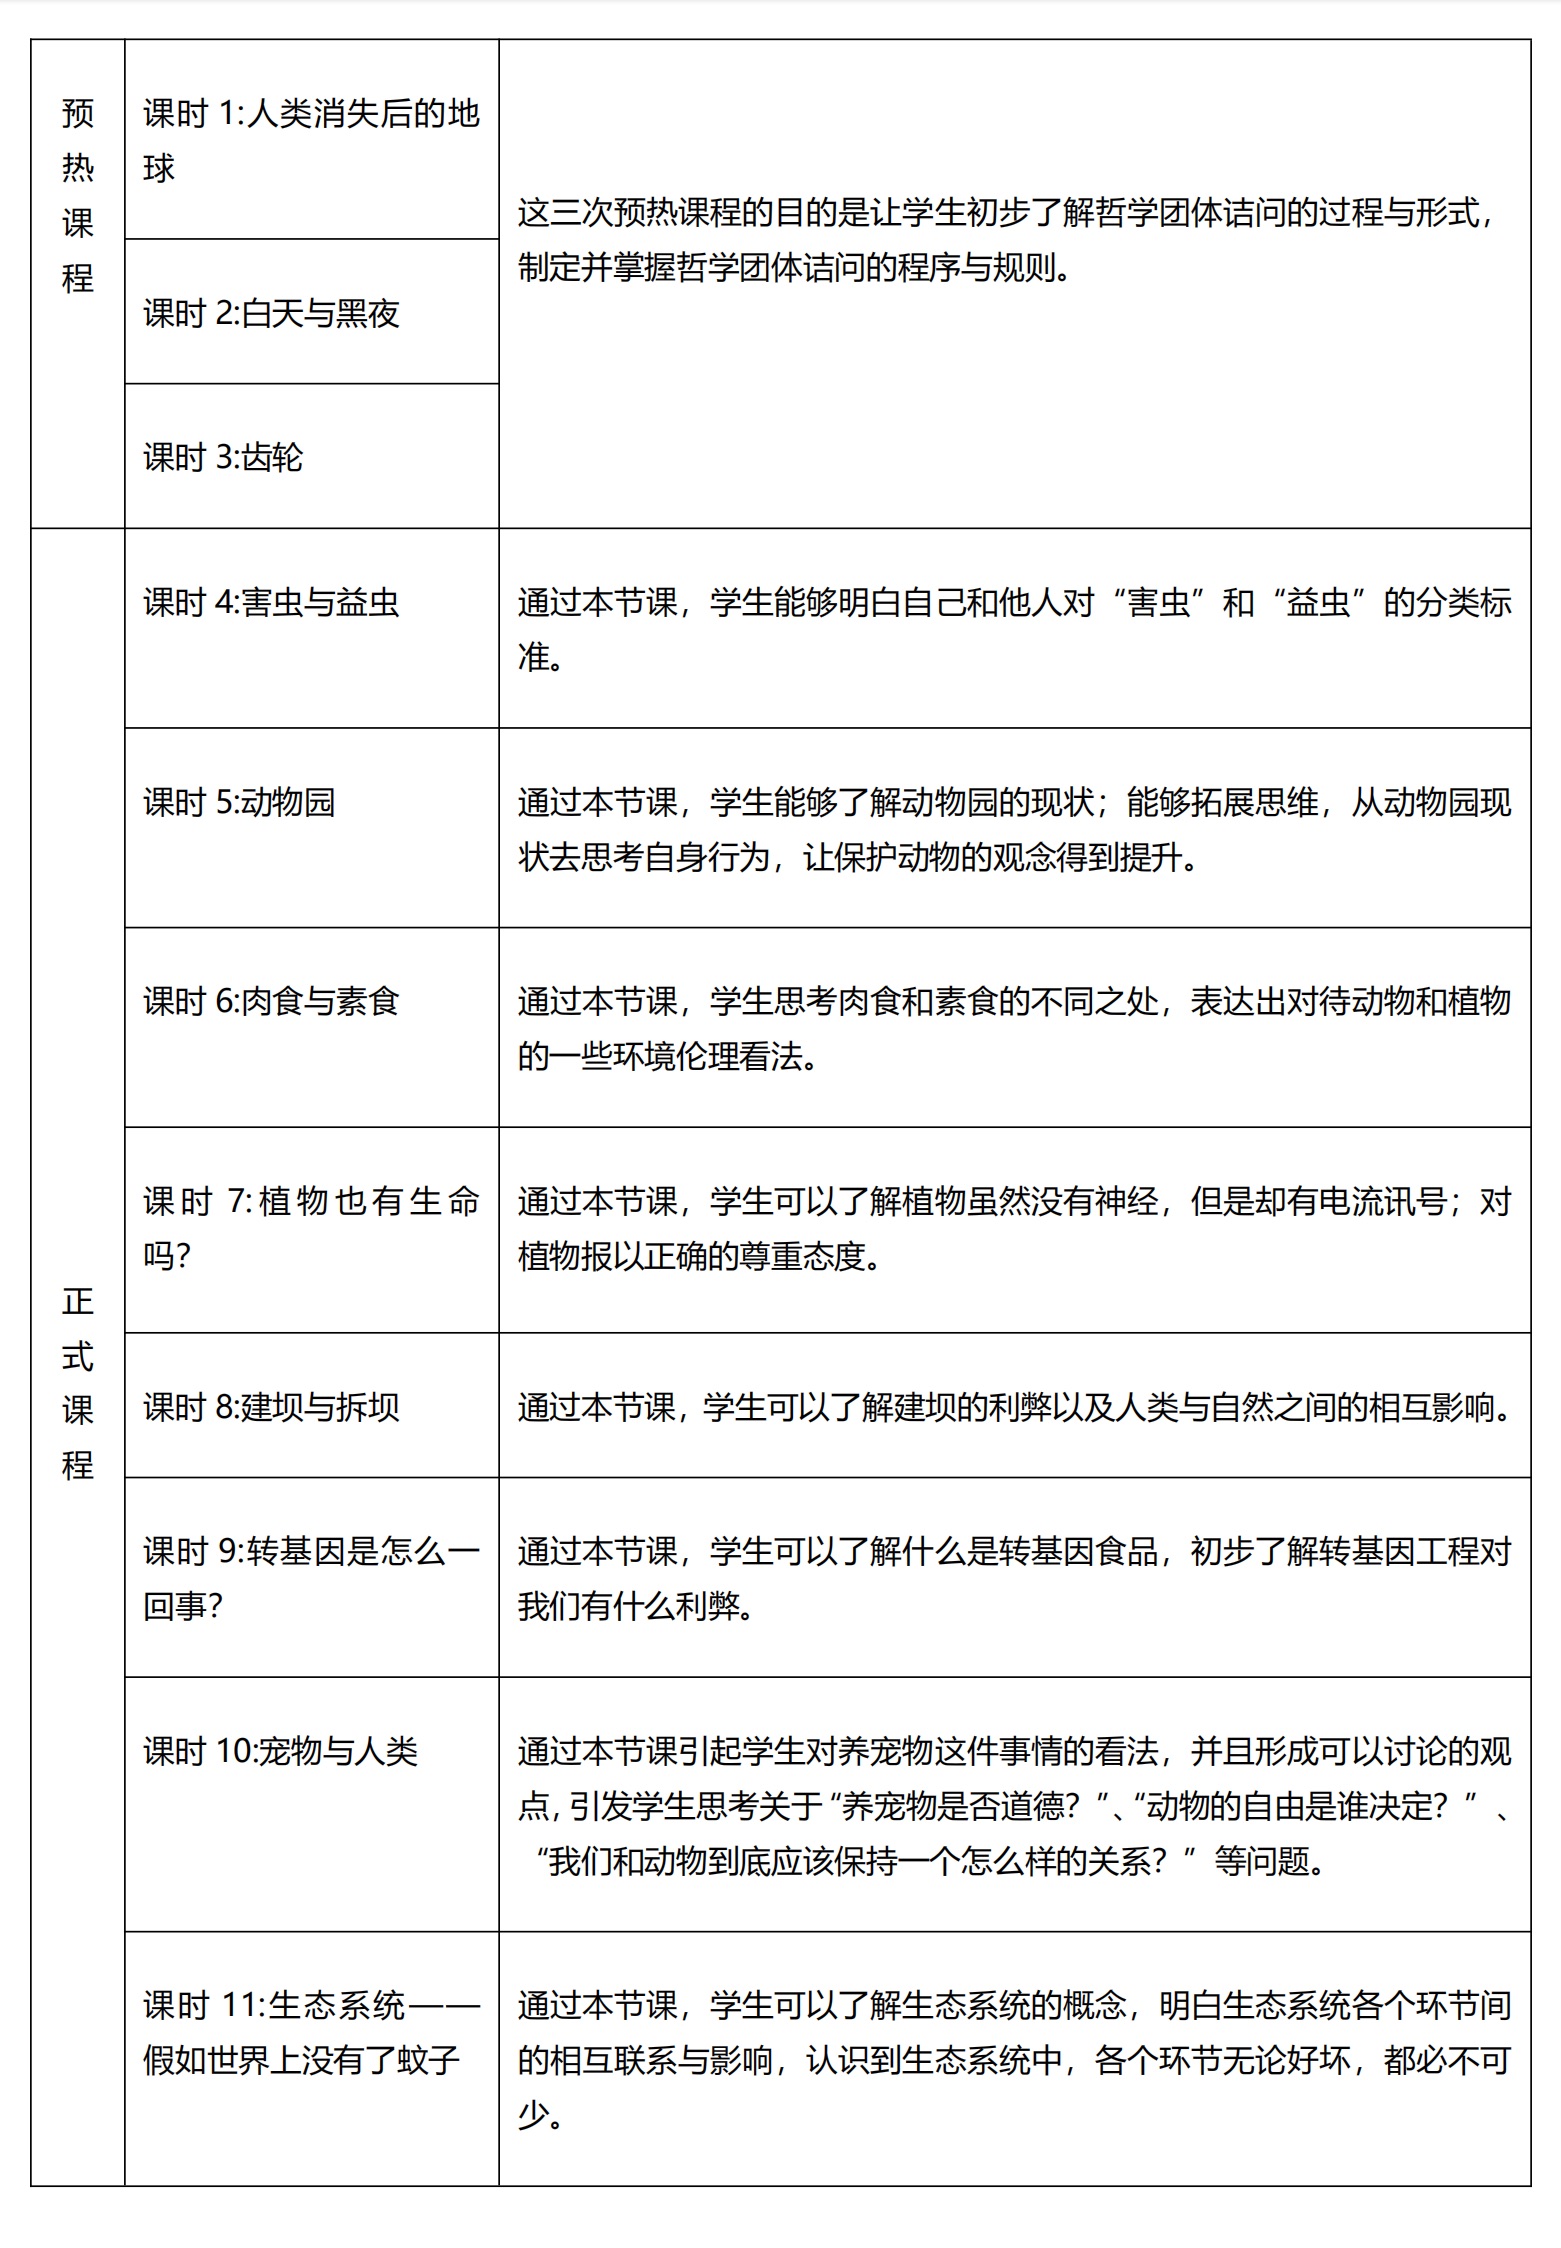 预
热
课
程
课时 1:人类消失后的地
球
课时 2:白天与黑夜
课时 3:齿轮
这三次预热课程的目的是让学生初步了解哲学团体诘问的过程与形式，
制定并掌握哲学团体诘问的程序与规则。
正
式
课
程
课时 4:害虫与益虫
通过本节课，学生能够明白自己和他人对“害虫”和“益虫”的分类标
准。
课时 5:动物园
通过本节课，学生能够了解动物园的现状；能够拓展思维，从动物园现
状去思考自身行为，让保护动物的观念得到提升。
课时 6:肉食与素食
通过本节课，学生思考肉食和素食的不同之处，表达出对待动物和植物
的一些环境伦理看法。
课时 7:植物也有生命
吗？
通过本节课，学生可以了解植物虽然没有神经，但是却有电流讯号；对
植物报以正确的尊重态度。
课时 8:建坝与拆坝
通过本节课，学生可以了解建坝的利弊以及人类与自然之间的相互影响。
课时 9:转基因是怎么一
回事？
通过本节课，学生可以了解什么是转基因食品，初步了解转基因工程对
我们有什么利弊。
课时 10:宠物与人类
通过本节课引起学生对养宠物这件事情的看法，并且形成可以讨论的观
点，引发学生思考关于“养宠物是否道德？”、“动物的自由是谁决定？”、
“我们和动物到底应该保持一个怎么样的关系？”等问题。
课时 11:生态系统——
假如世界上没有了蚊子
通过本节课，学生可以了解生态系统的概念，明白生态系统各个环节间
的相互联系与影响，认识到生态系统中，各个环节无论好坏，都必不可
少。